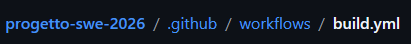 progetto-swe-2026 / .github / workflows / build.yml